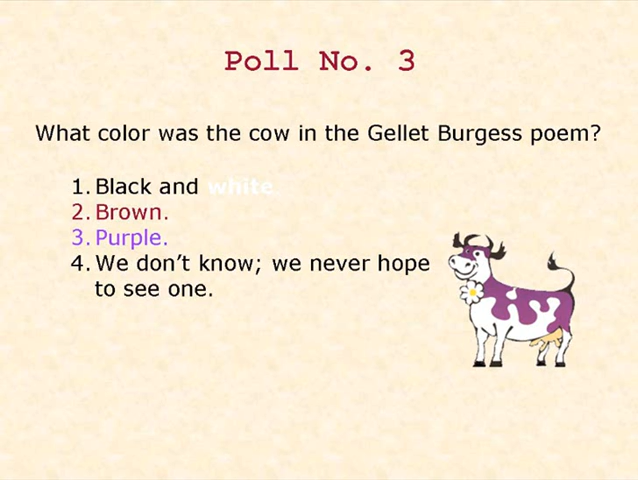 Poll No. 3
What color was the cow in the Gellet Burgess poem?
1. Black and white
2. Brown.
3. Purple.
4. We don’t know; we never hope
to see one.